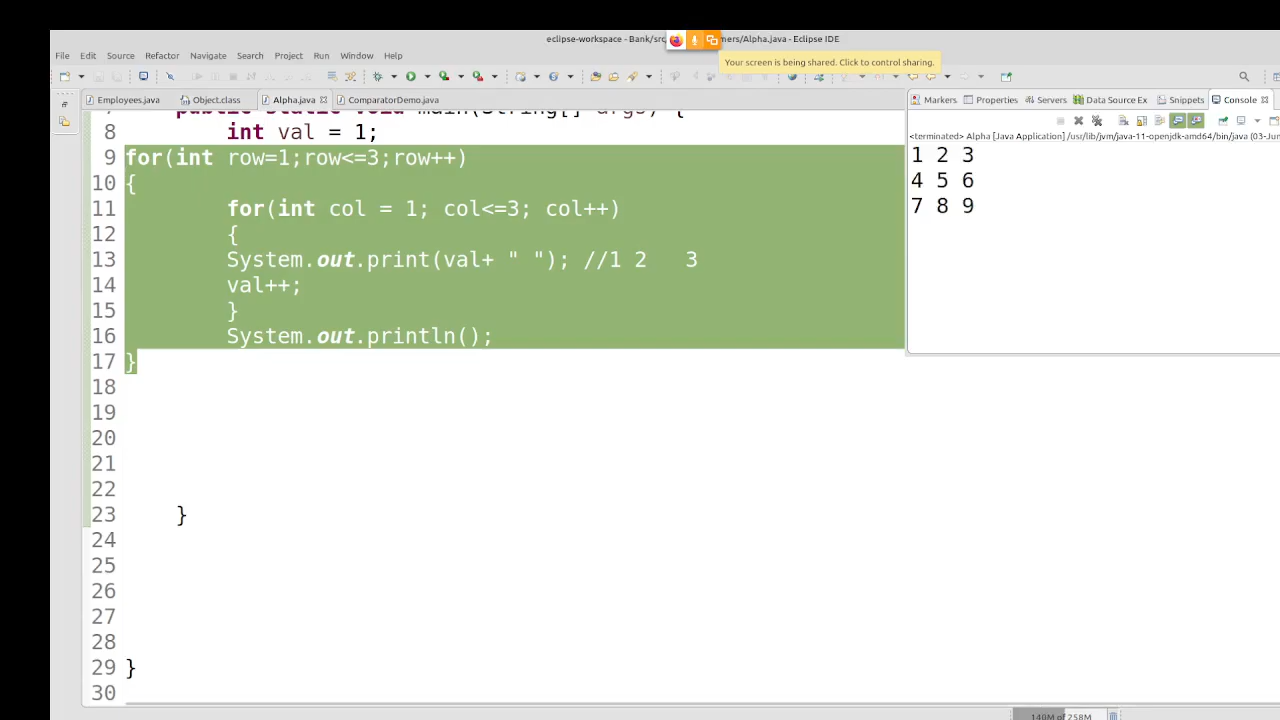 eclipse-workspace - Bank/src mers/Alpha.java - Eclipse IDE
File Edit Source Refactor Navigate Search Project Run Window Help
Your screen is being shared. Click to control sharing.
Employees.java Object.class Alpha.java ComparatorDemo.java
Markers Properties Servers Data Source Ex Snippets Console
<terminated> Alpha [Java Application] /usr/lib/jvm/java-11-openjdk-amd64/bin/java (03-Jun
1 2 3
4 5 6
7 8 9
7 public static void main(String[] args) {
8 int val = 1;
9 for(int row=1;row<=3;row++)
10 {
11 for(int col = 1; col<=3; col++)
12 {
13 System.out.print(val+ " "); //1 2 3
14 val++;
15 }
16 System.out.println();
17 }
18
19
20
21
22
23 }
24
25
26
27
28
29 }
30
140M of 258M